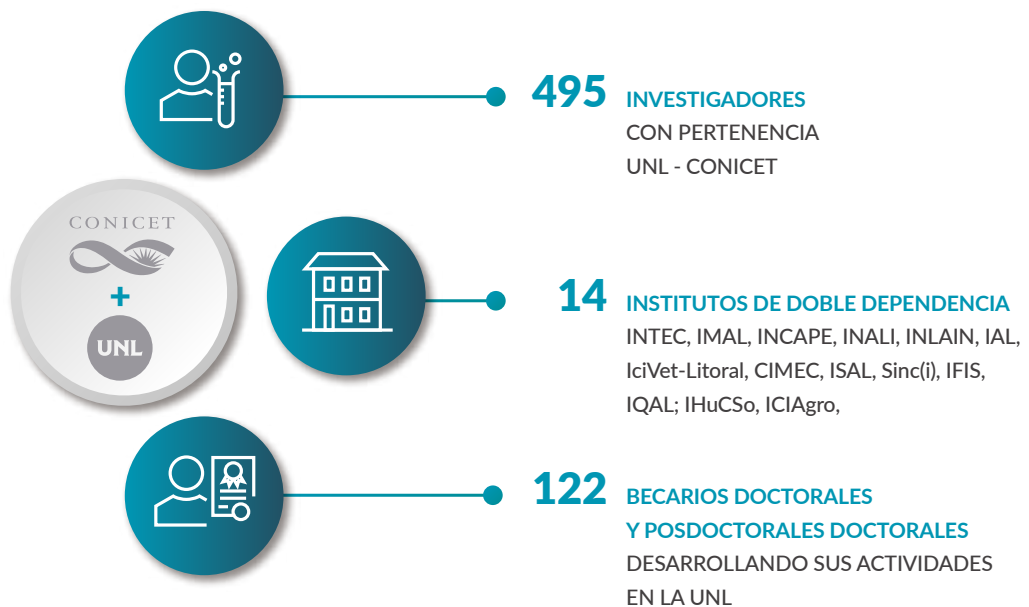 CONICET
+
UNL
495 INVESTIGADORES
CON PERTENENCIA
UNL - CONICET
14 INSTITUTOS DE DOBLE DEPENDENCIA
INTEC, IMAL, INCAPE, INALI, INLAIN, IAL,
IciVet-Litoral, CIMEC, ISAL, Sinc(i), IFIS,
IQAL; IHuCSo, ICIAgro,
122 BECARIOS DOCTORALES
Y POSDOCTORALES DOCTORALES
DESARROLLANDO SUS ACTIVIDADES
EN LA UNL